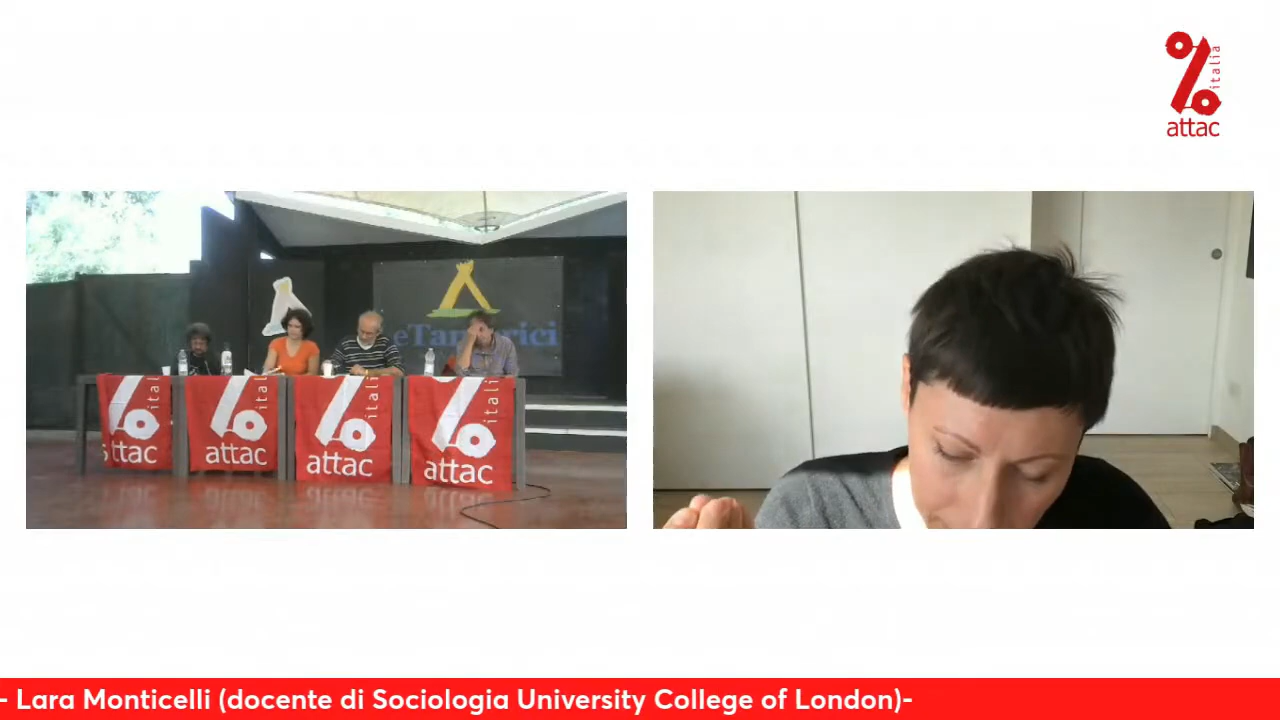 italia
attac
eTamerici
italia
attac
italia
attac
italia
attac
italia
attac
- Lara Monticelli (docente di Sociologia University College of London)-